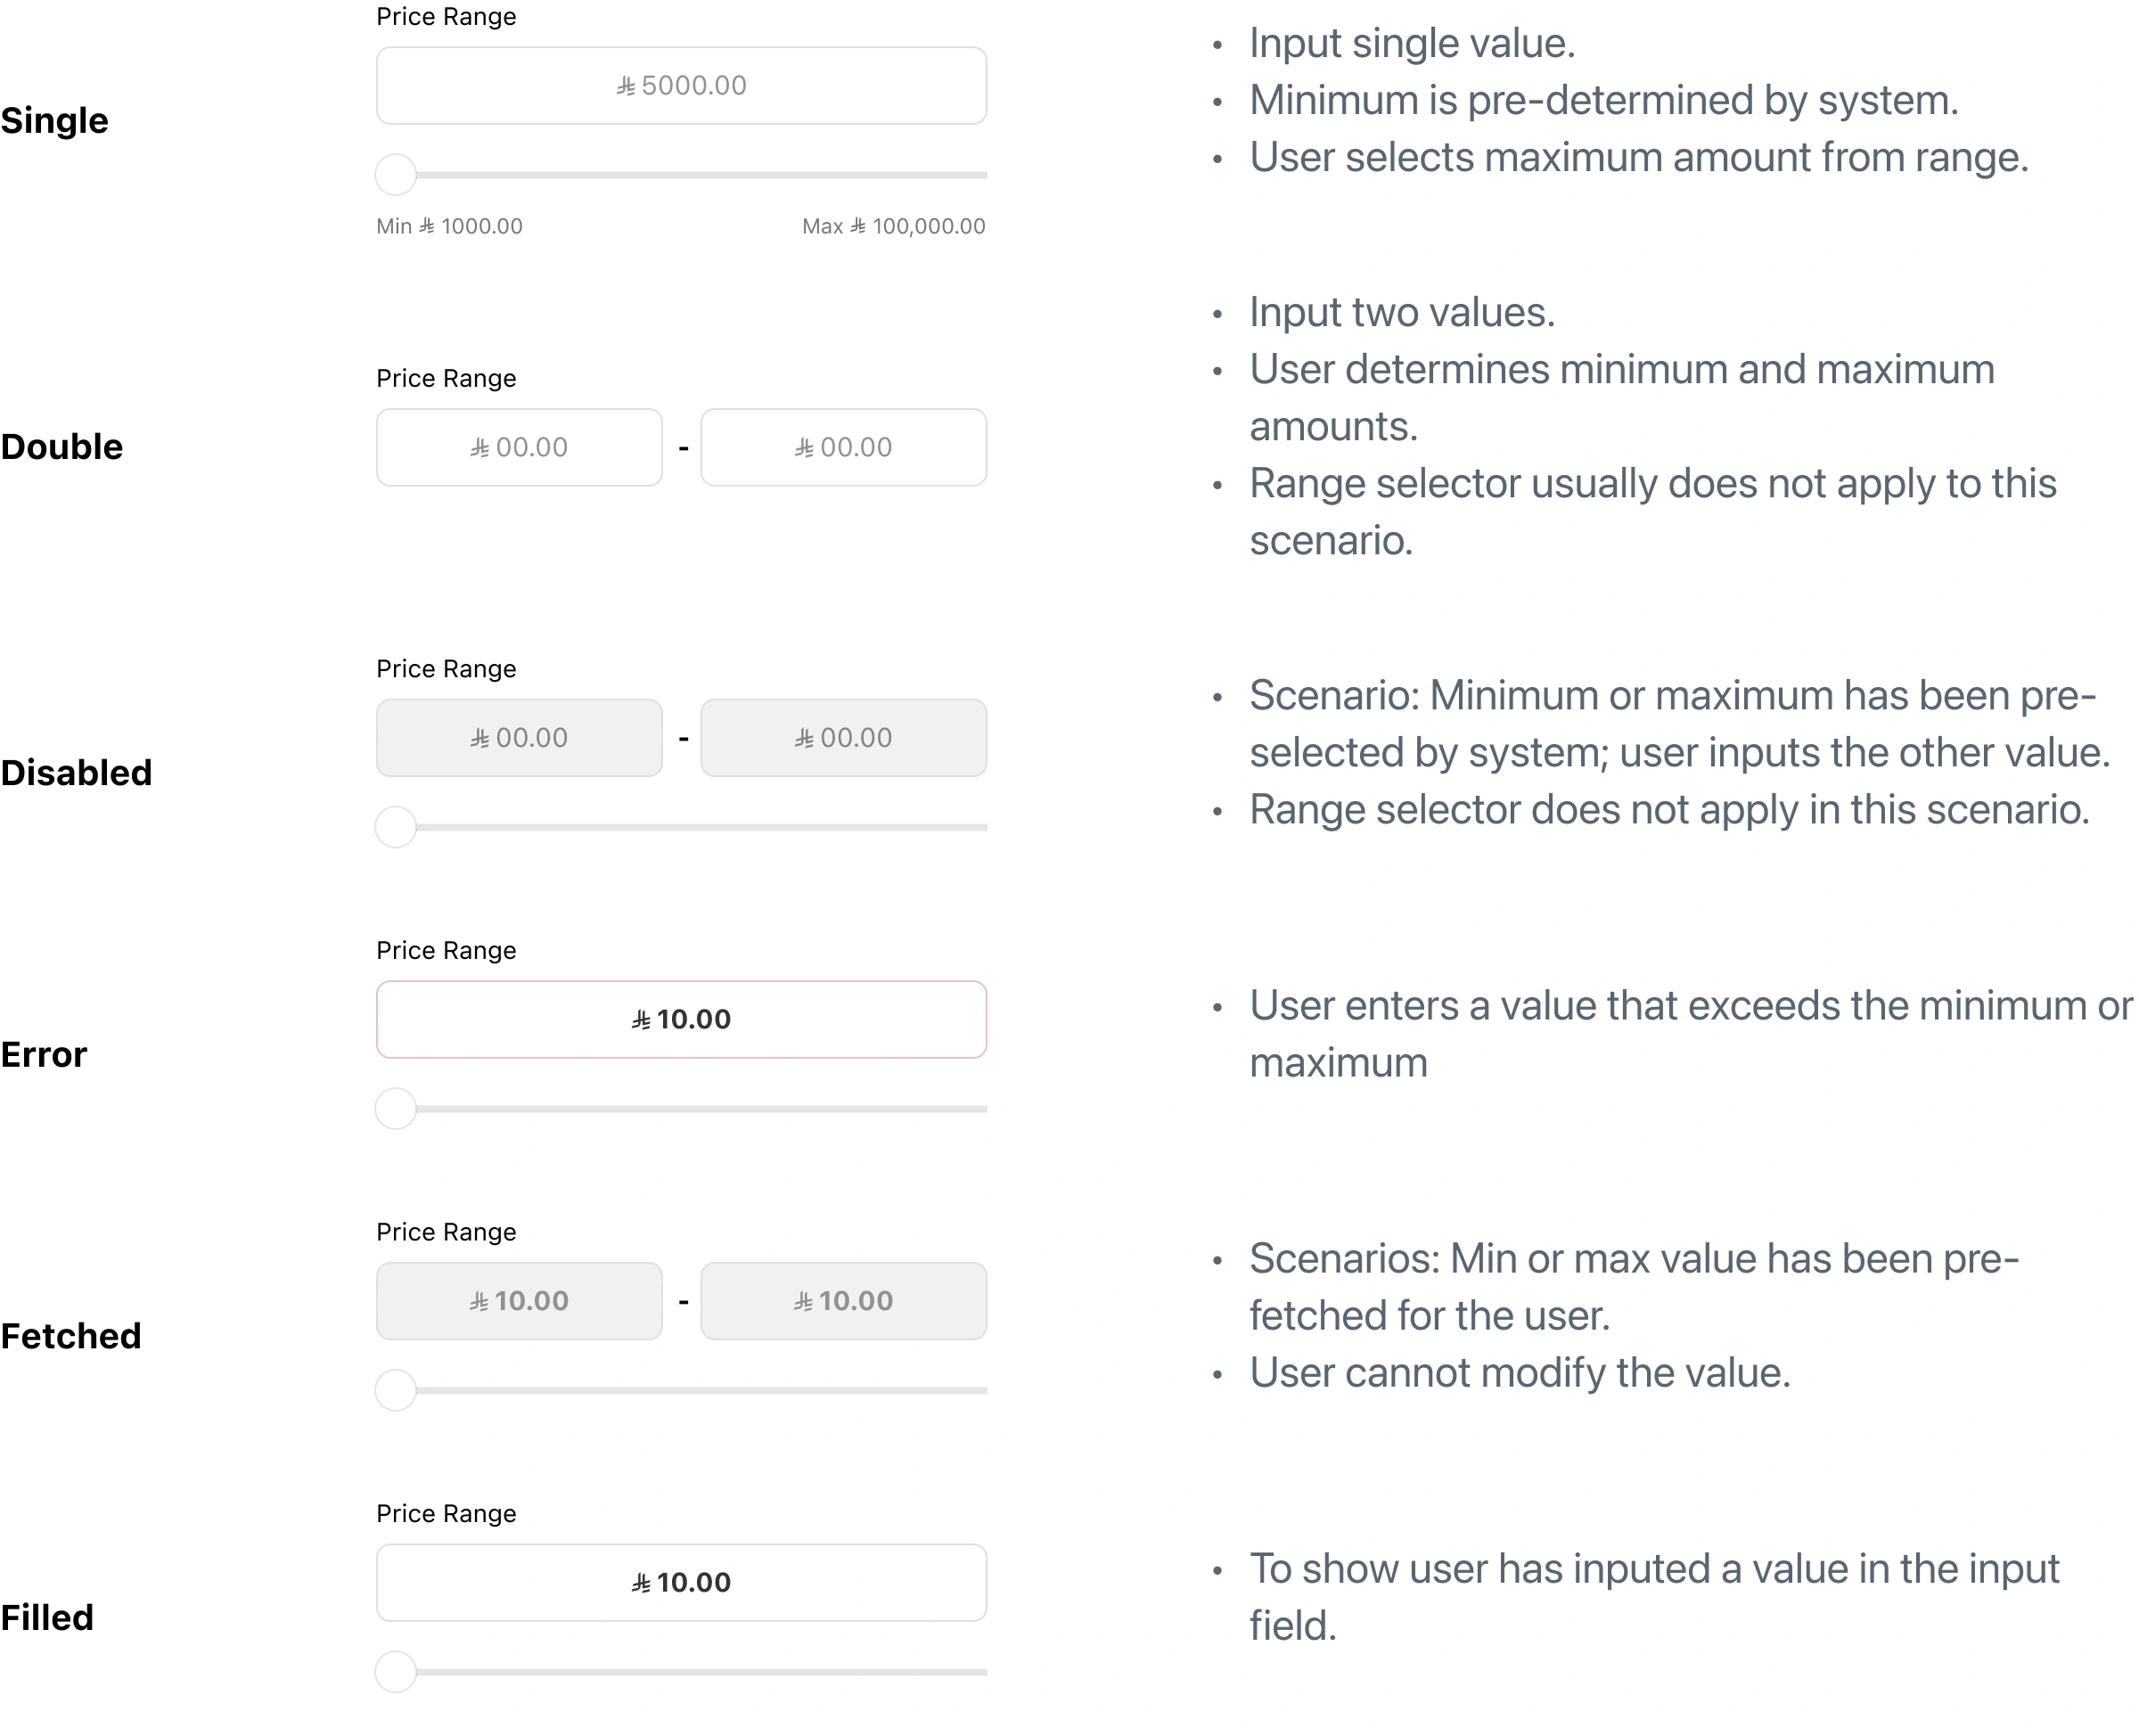 Single
Price Range
⃁ 5000.00
Min ⃁ 1000.00
Max ⃁ 100,000.00
• Input single value.
• Minimum is pre-determined by system.
• User selects maximum amount from range.
Double
Price Range
⃁ 00.00 - ⃁ 00.00
• Input two values.
• User determines minimum and maximum
amounts.
• Range selector usually does not apply to this
scenario.
Disabled
Price Range
⃁ 00.00 - ⃁ 00.00
• Scenario: Minimum or maximum has been pre-
selected by system; user inputs the other value.
• Range selector does not apply in this scenario.
Error
Price Range
⃁ 10.00
• User enters a value that exceeds the minimum or
maximum
Fetched
Price Range
⃁ 10.00 - ⃁ 10.00
• Scenarios: Min or max value has been pre-
fetched for the user.
• User cannot modify the value.
Filled
Price Range
⃁ 10.00
• To show user has inputed a value in the input
field.